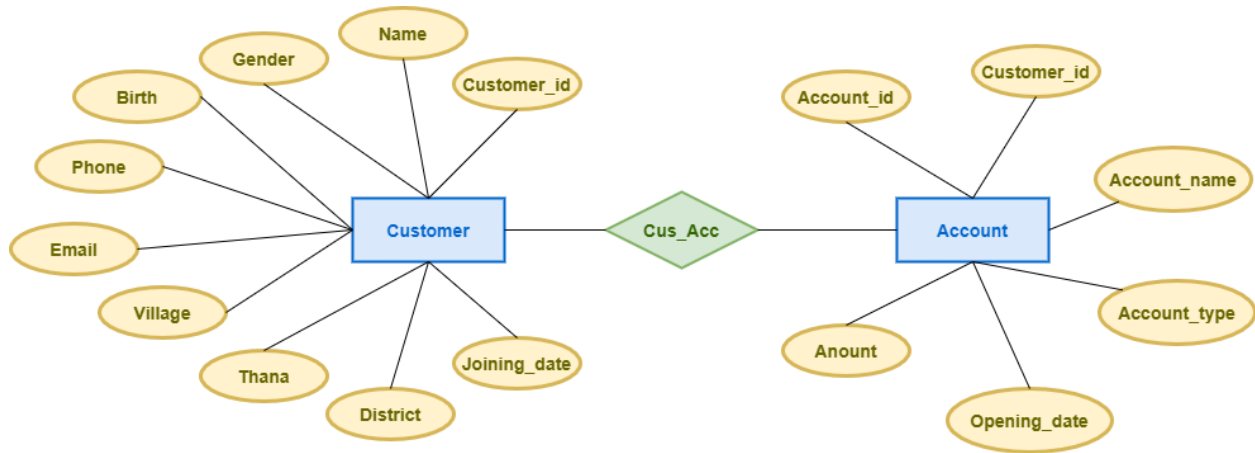 Name
Gender
Customer_id
Birth
Phone
Email
Village
Thana
District
Joining_date
Customer
Cus_Acc
Account
Account_id
Customer_id
Account_name
Account_type
Anount
Opening_date